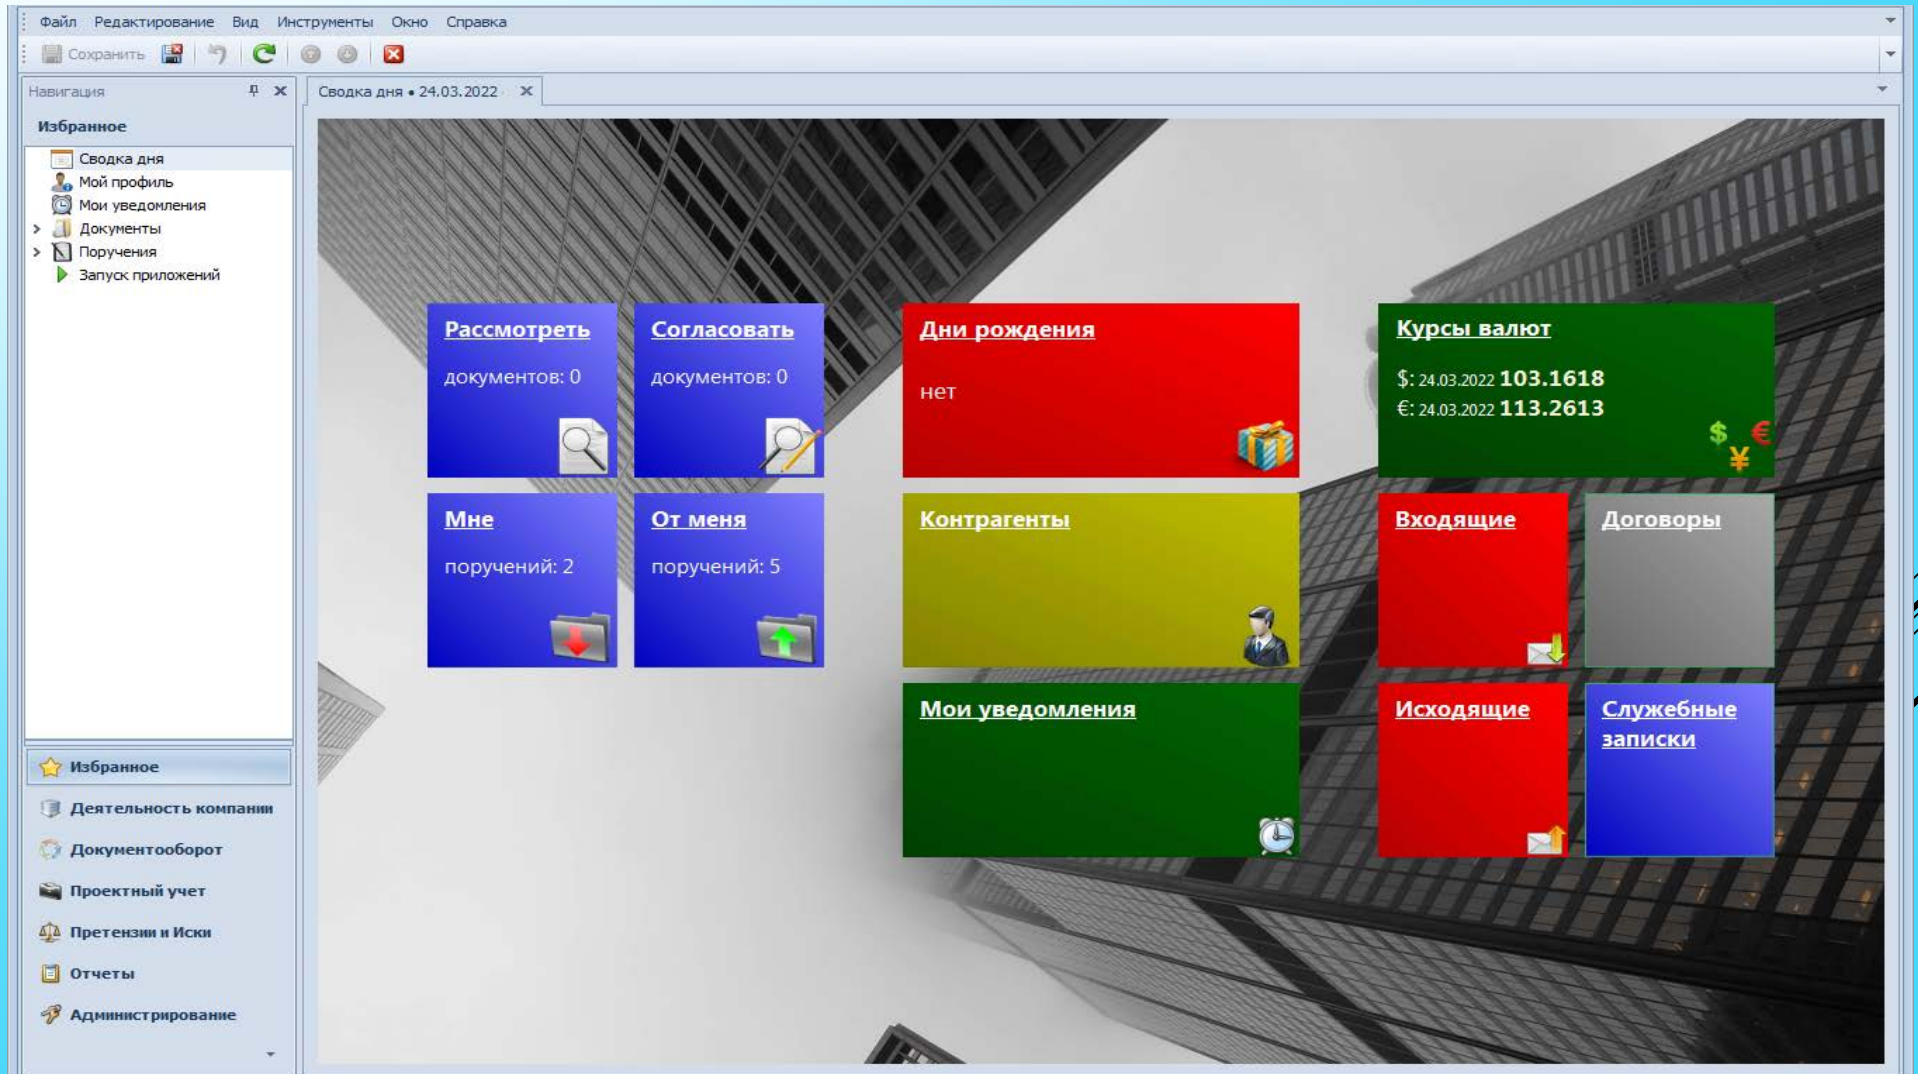 Файл Редактирование Вид Инструменты Окно Справка
Сохранить
Навигация
Сводка дня • 24.03.2022
Избранное
Сводка дня
Мой профиль
Мои уведомления
Документы
Поручения
Запуск приложений
Избранное
Деятельность компании
Документооборот
Проектный учет
Претензии и Иски
Отчеты
Администрирование
Рассмотреть
документов: 0
Согласовать
документов: 0
Мне
поручений: 2
От меня
поручений: 5
Дни рождения
нет
Контрагенты
Мои уведомления
Курсы валют
$: 24.03.2022 103.1618
€: 24.03.2022 113.2613
Входящие
Договоры
Исходящие
Служебные
записки